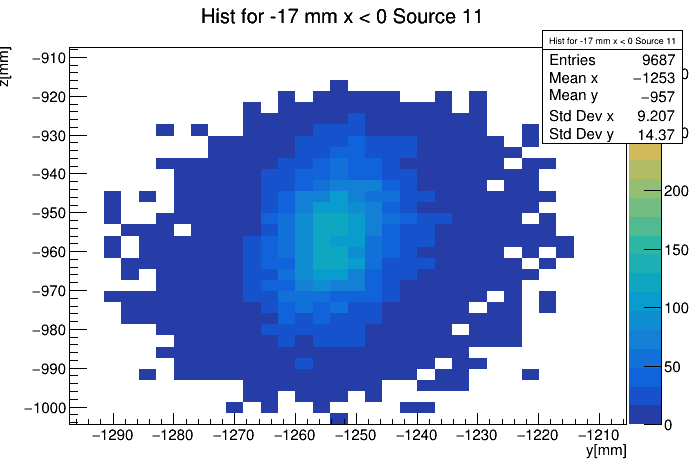 Hist for -17 mm x < 0 Source 11
z[mm]
Hist for -17 mm x < 0 Source 11
Entries 9687
Mean x −1253
Mean y −957
Std Dev x 9.207
Std Dev y 14.37
−910
−920
−930
−940
−950
−960
−970
−980
−990
−1000
200
150
100
50
0
−1290 −1280 −1270 −1260 −1250 −1240 −1230 −1220 −1210
y[mm]